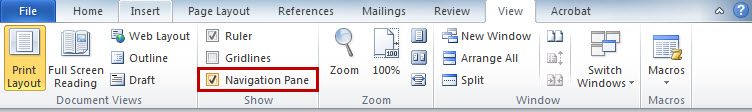 File Home Insert Page Layout References Mailings Review View Acrobat
Print Layout
Full Screen Reading
Web Layout
Outline
Draft
Document Views
Ruler
Gridlines
Navigation Pane
Show
Zoom
100
100%
Zoom
New Window
Arrange All
Split
Switch Windows
Window
Macros
Macros